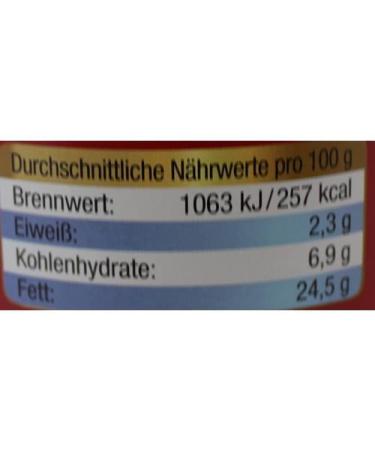 Durchschnittliche Nährwerte pro 100 g
Brennwert: 1063 kJ/257 kcal
Eiweiß: 2,3 g
Kohlenhydrate: 6,9 g
Fett: 24,5 g